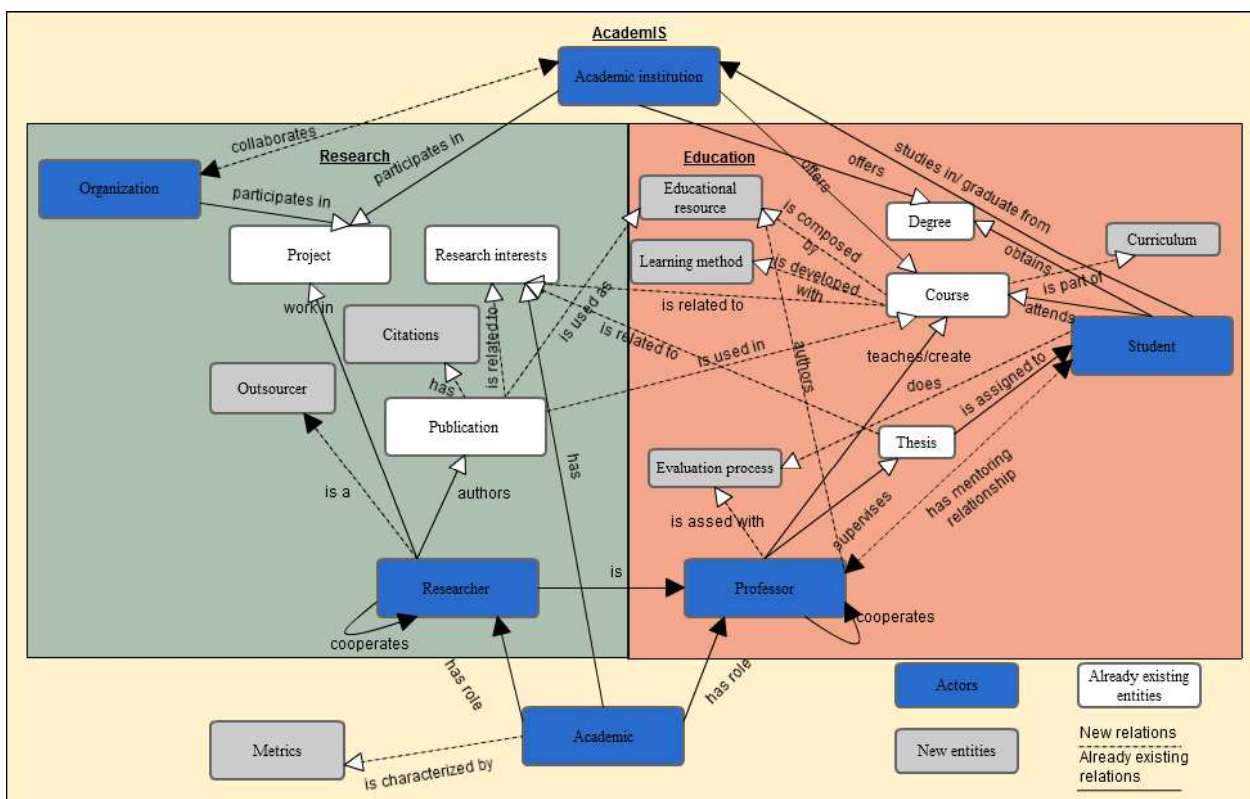 AcademIS
Academic institution
collaborates
participates in
offers
offers
studies in/ graduate from
Research
Education
Organization
participates in
Educational
resource
is composed
by
Degree
obtains
Curriculum
Project
Research interests
Learning method
is developed
with
Course
is part of
attends
work in
is related to
is used as
is related to
is related to
is used in
authors
teaches/create
Student
Citations
has
Outsourcer
Publication
does
is assigned to
Thesis
has
Evaluation process
is a
authors
is assed with
supervises
has mentoring
relationship
Researcher
is
Professor
cooperates
cooperates
has role
has role
Actors
Already existing
entities
Metrics
is characterized by
Academic
New entities
New relations
Already existing
relations